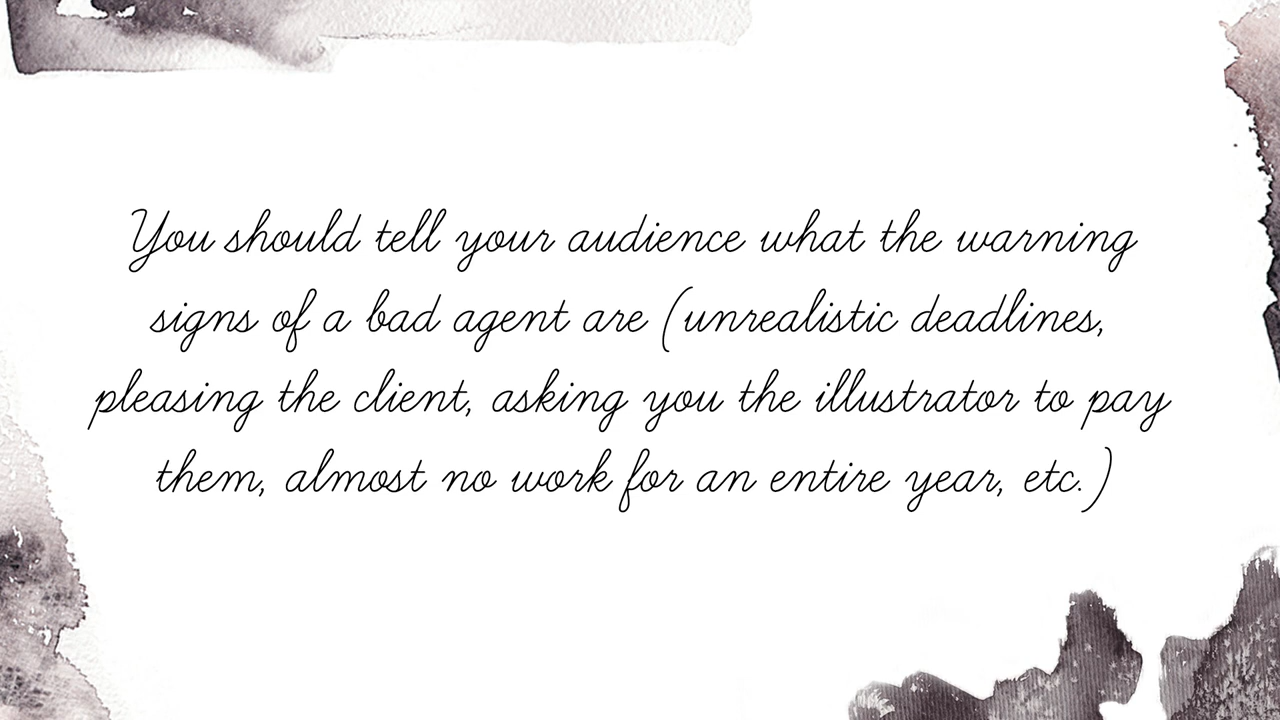 You should tell your audience what the warning
signs of a bad agent are (unrealistic deadlines,
pleasing the client, asking you the illustrator to pay
them, almost no work for an entire year, etc.)